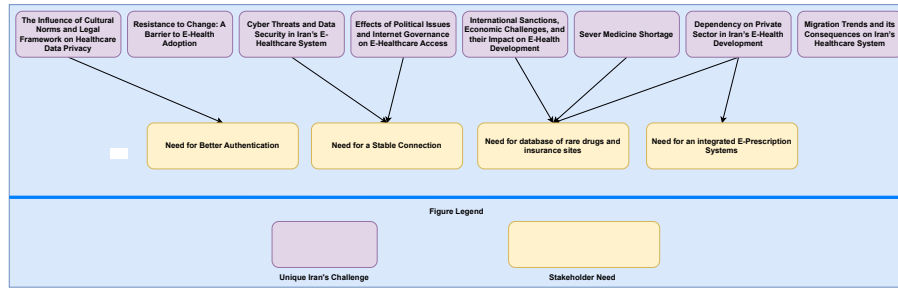 The Influence of Cultural
Norms and Legal
Framework on Healthcare
Data Privacy
Resistance to Change: A
Barrier to E-Health
Adoption
Cyber Threats and Data
Security in Iran's E-
Healthcare System
Effects of Political Issues
and Internet Governance
on E-Healthcare Access
International Sanctions,
Economic Challenges, and
their Impact on E-Health
Development
Sever Medicine Shortage
Dependency on Private
Sector in Iran's E-Health
Development
Migration Trends and its
Consequences on Iran's
Healthcare System
Need for Better Authentication
Need for a Stable Connection
Need for database of rare drugs and
insurance sites
Need for an integrated E-Prescription
Systems
Figure Legend
Unique Iran's Challenge
Stakeholder Need